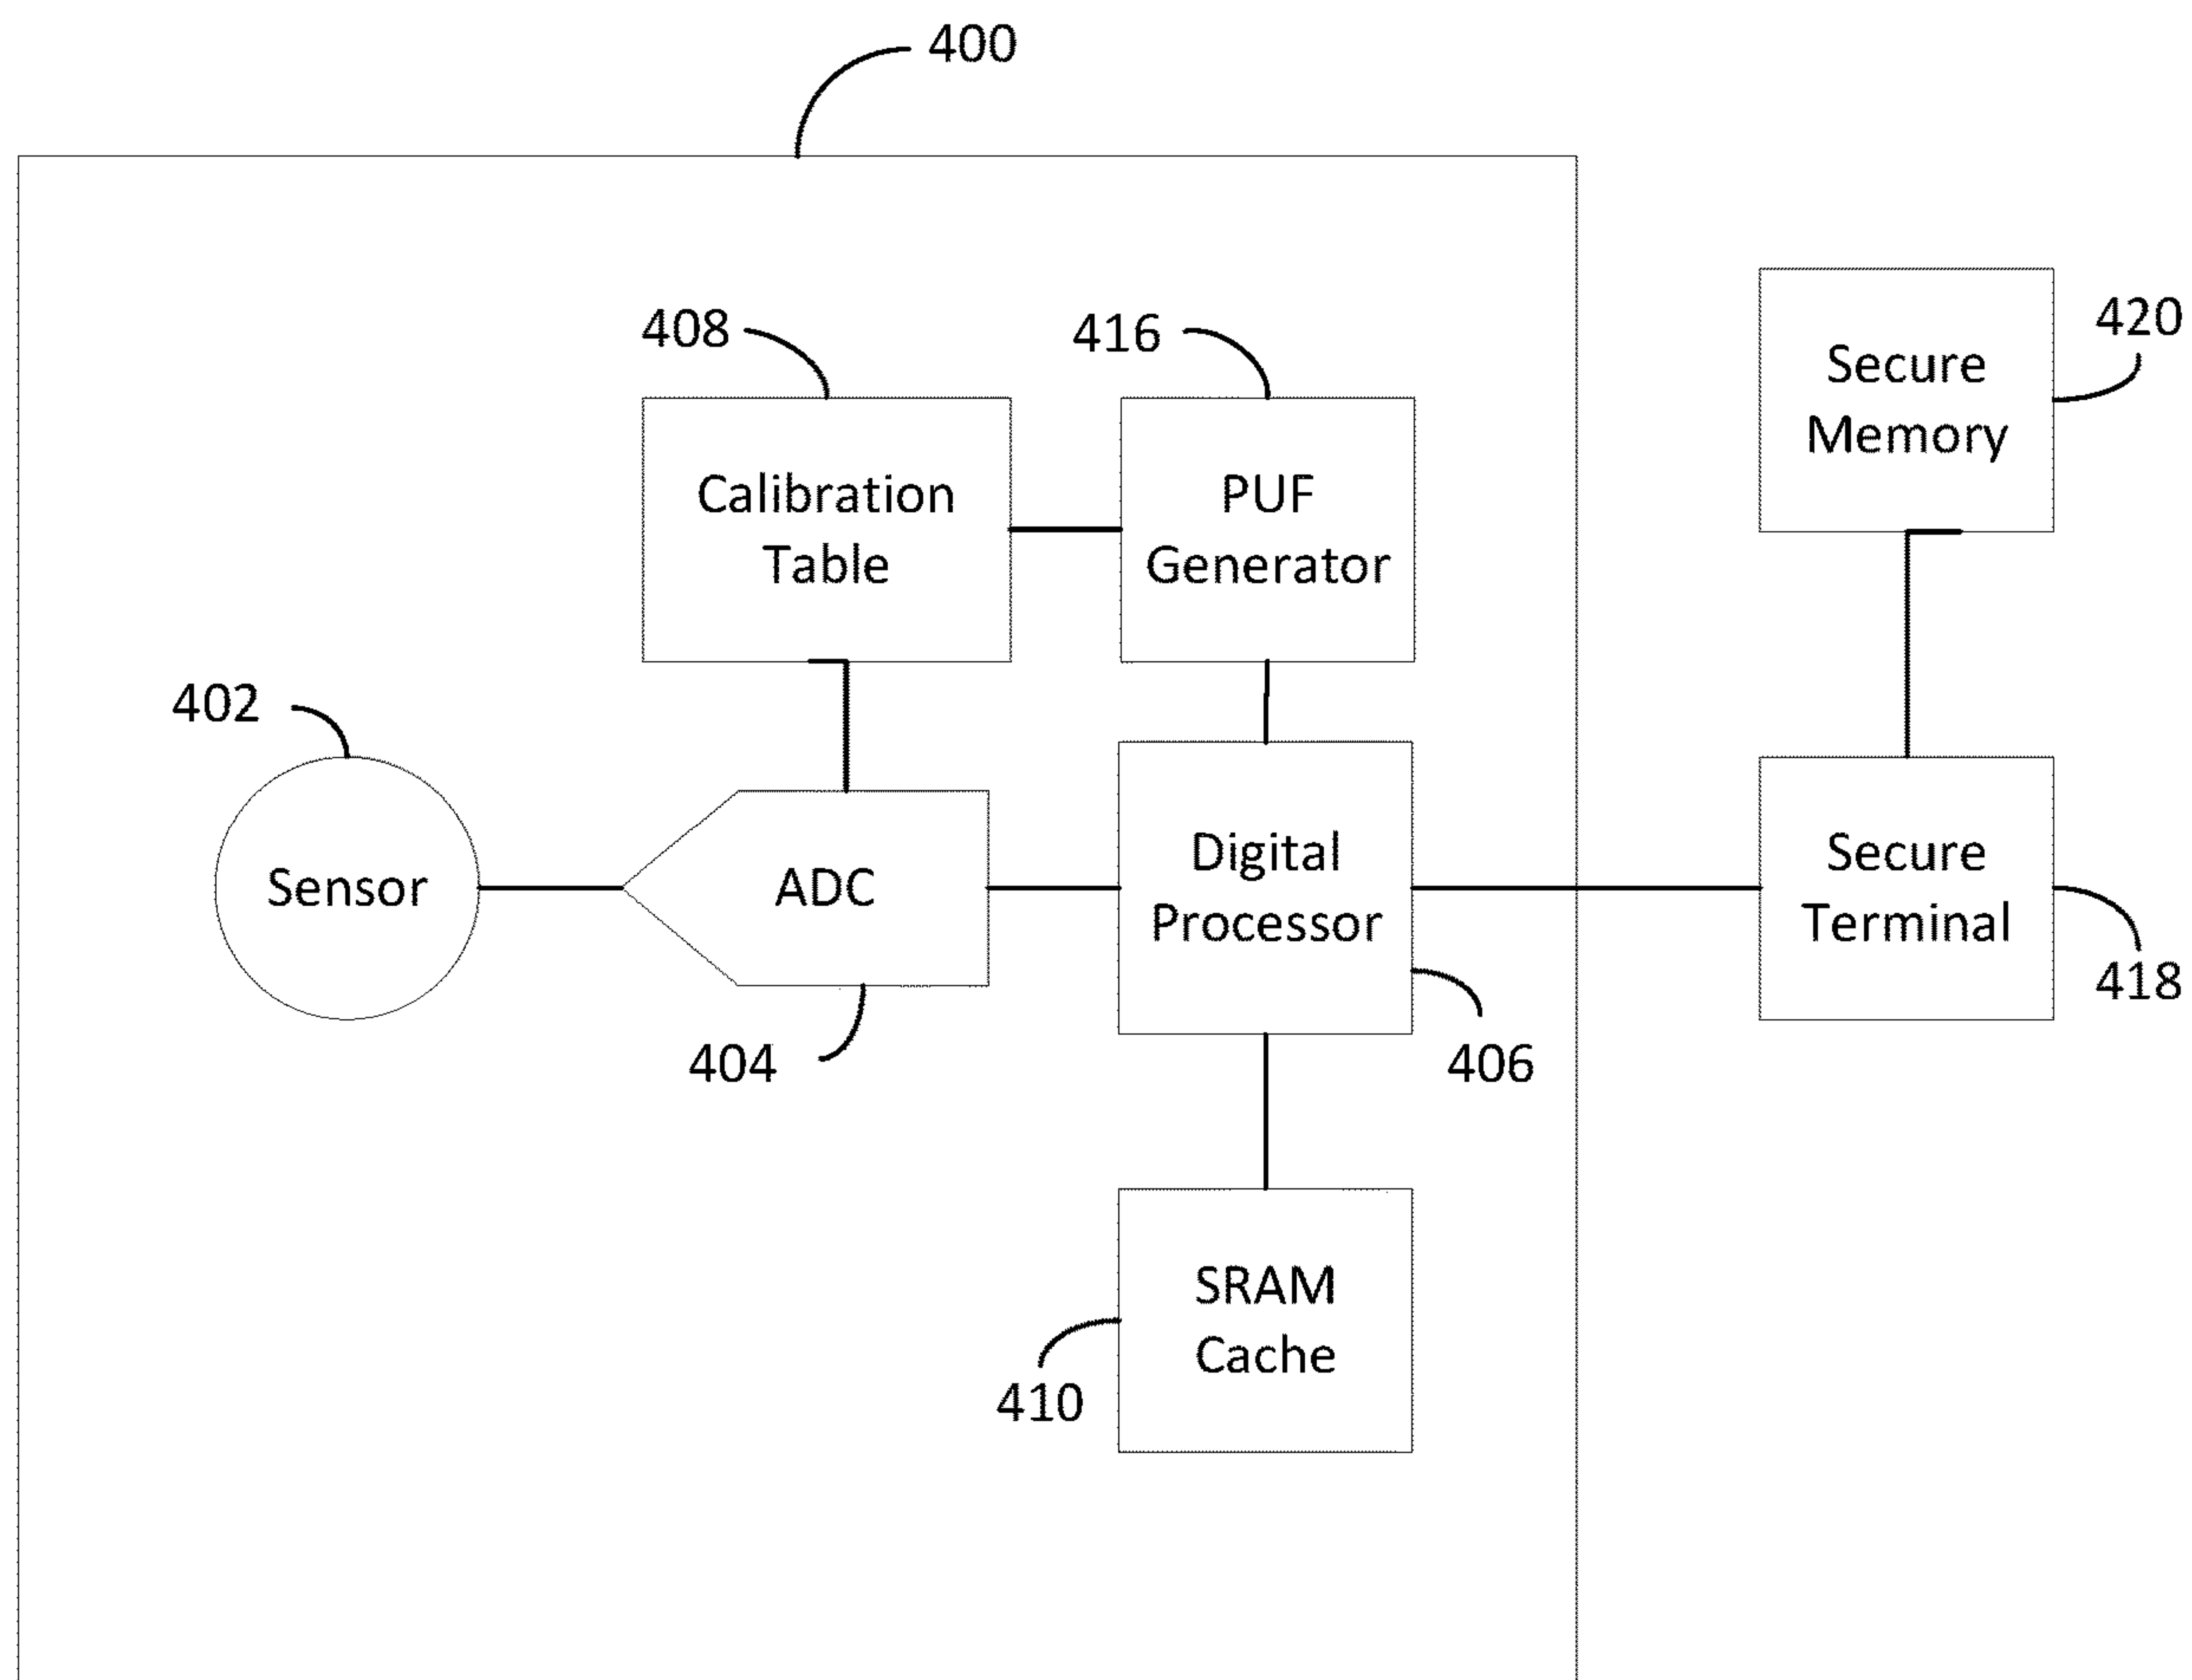 400
408
416
420
Secure
Memory
Calibration
Table
PUF
Generator
402
Sensor
ADC
Digital
Processor
Secure
Terminal
404
406
418
SRAM
Cache
410